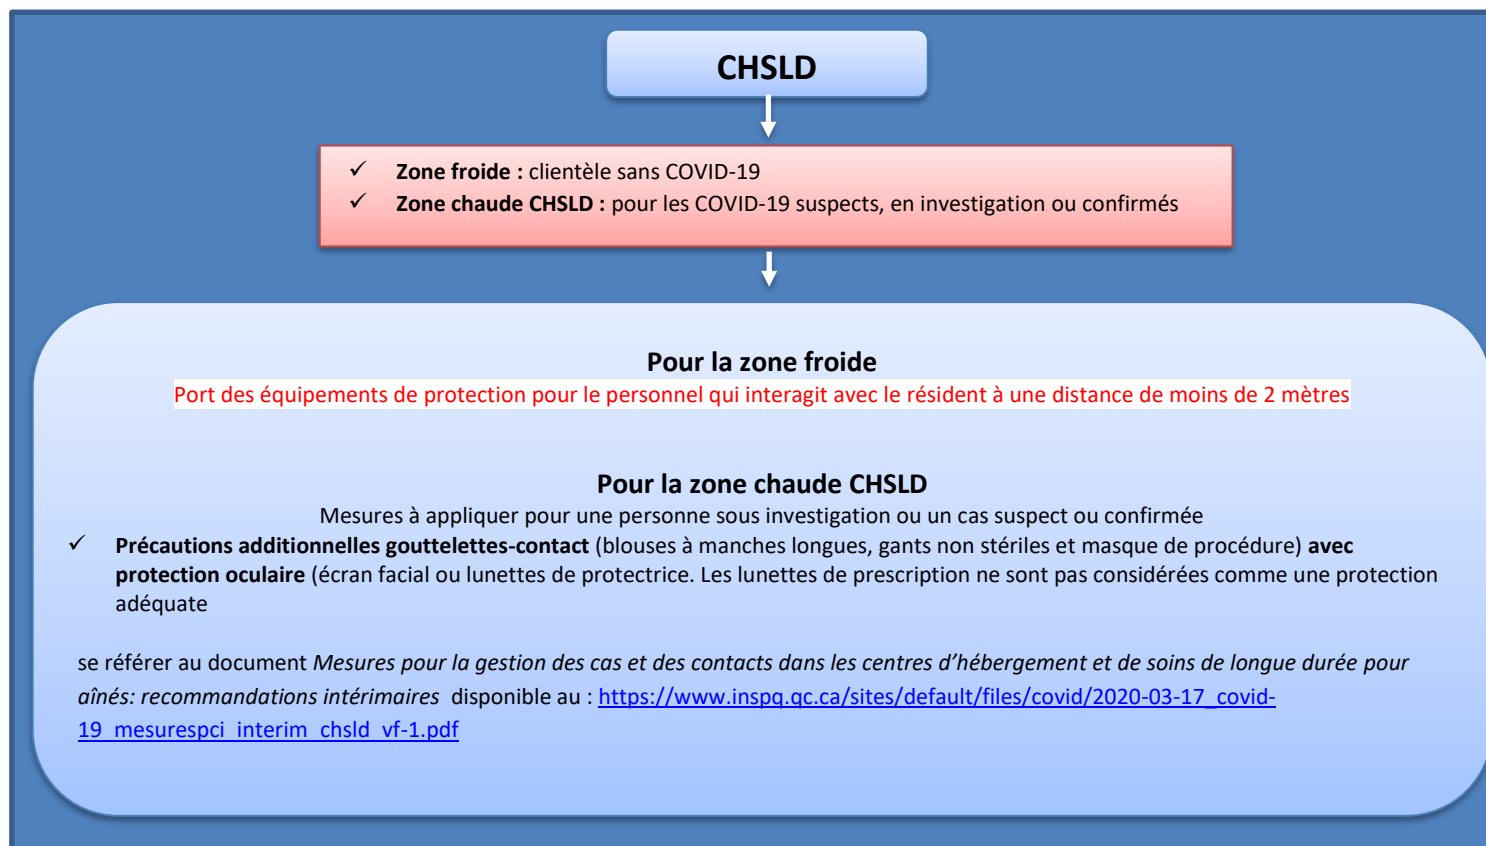 CHSLD
✓ Zone froide : clientèle sans COVID-19
✓ Zone chaude CHSLD : pour les COVID-19 suspects, en investigation ou confirmés
Pour la zone froide
Port des équipements de protection pour le personnel qui interagit avec le résident à une distance de moins de 2 mètres
Pour la zone chaude CHSLD
Mesures à appliquer pour une personne sous investigation ou un cas suspect ou confirmée
✓ Précautions additionnelles gouttelettes-contact (blouses à manches longues, gants non stériles et masque de procédure) avec
protection oculaire (écran facial ou lunettes de protectrice. Les lunettes de prescription ne sont pas considérées comme une protection
adéquate
se référer au document Mesures pour la gestion des cas et des contacts dans les centres d’hébergement et de soins de longue durée pour
aînés: recommandations intérimaires disponible au : https://www.inspq.qc.ca/sites/default/files/covid/2020-03-17_covid-
19_mesurespci_interim_chsld_vf-1.pdf